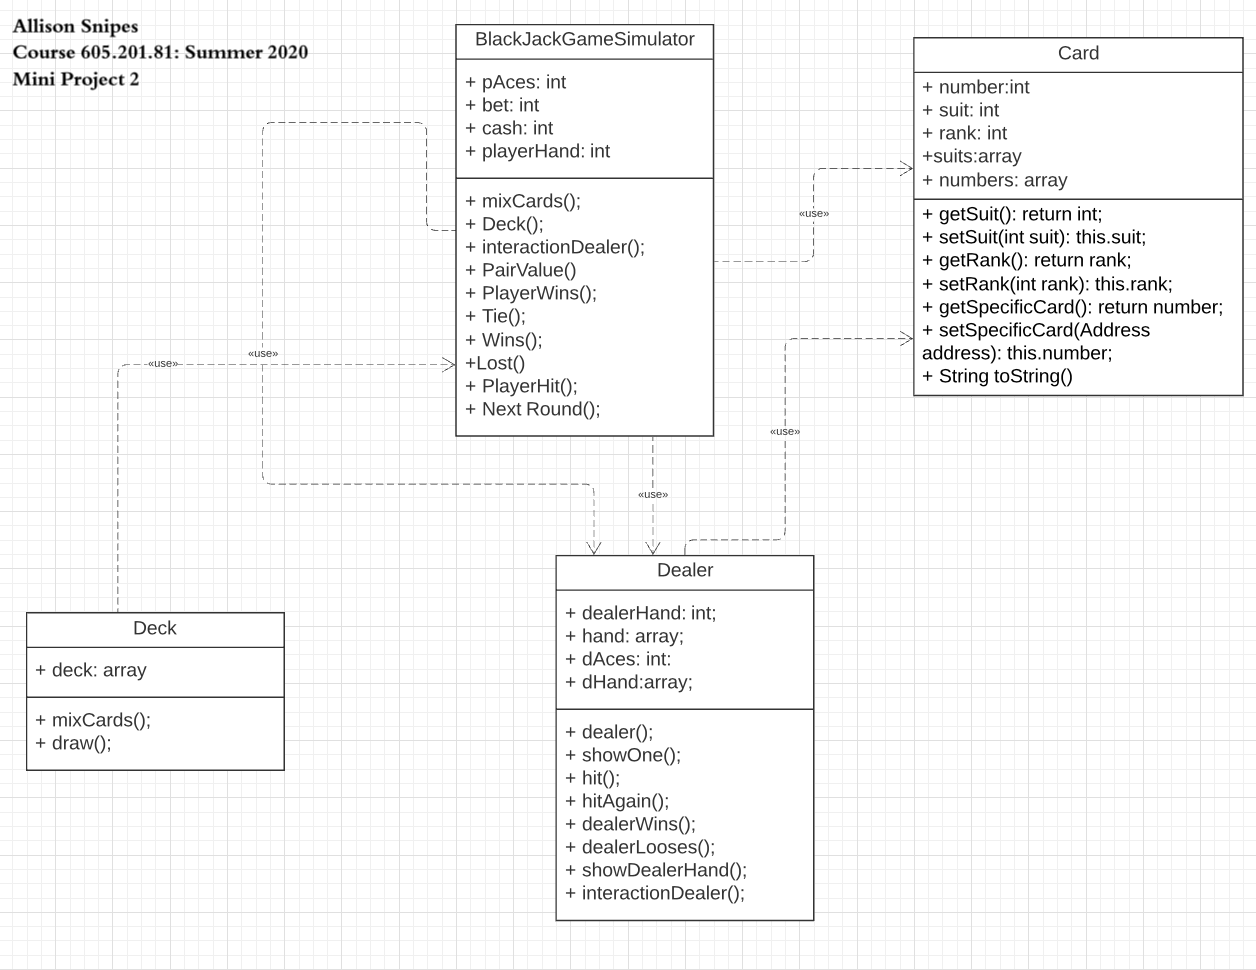 Allison Snipes
Course 605.201.81: Summer 2020
Mini Project 2
BlackJackGameSimulator
+ pAces: int
+ bet: int
+ cash: int
+ playerHand: int
+ mixCards();
+ Deck();
+ interactionDealer();
+ PairValue()
+ PlayerWins();
+ Tie();
+ Wins();
+Lost()
+ PlayerHit();
+ Next Round();
Card
+ number:int
+ suit: int
+ rank: int
+suits:array
+ numbers: array
+ getSuit(): return int;
+ setSuit(int suit): this.suit;
+ getRank(): return rank;
+ setRank(int rank): this.rank;
+ getSpecificCard(): return number;
+ setSpecificCard(Address
address): this.number;
+ String toString()
«use»
«use»
«use»
«use»
«use»
Deck
+ deck: array
+ mixCards();
+ draw();
Dealer
+ dealerHand: int;
+ hand: array;
+ dAces: int:
+ dHand:array;
+ dealer();
+ showOne();
+ hit();
+ hitAgain();
+ dealerWins();
+ dealerLooses();
+ showDealerHand();
+ interactionDealer();